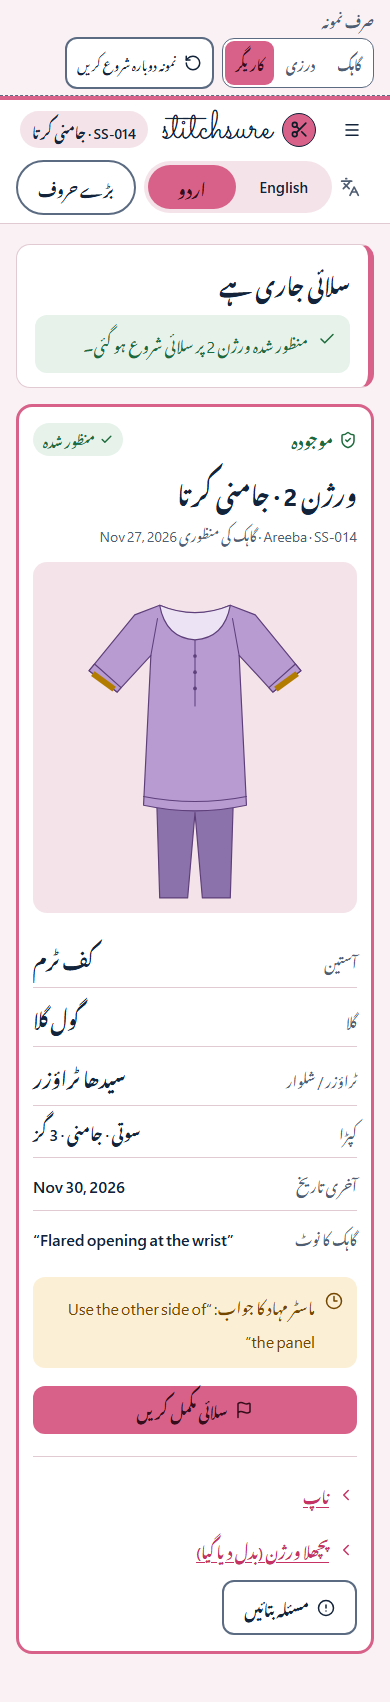 صرف نمونہ
گاہک درزی کاریگر نمونہ دوبارہ شروع کریں
stitchsure SS-014 · جامنی کرتا
English اردو بڑے حروف
سلائی جاری ہے
منظور شدہ ورژن 2 پر سلائی شروع ہو گئی۔
موجودہ منظور شدہ
ورژن 2 · جامنی کرتا
Areeba · SS-014 · گاہک کی منظوری Nov 27, 2026
آستین کف ٹرم
گلا گول گلا
ٹراؤزر / شلوار سیدھا ٹراؤزر
کپڑا سوتی · جامنی · 3 گز
آخری تاریخ Nov 30, 2026
گاہک کا نوٹ “Flared opening at the wrist”
ماسٹر مہاد کا جواب: “Use the other side of
the panel”
سلائی مکمل کریں
ناپ
پچھلا ورژن (بدل دیا گیا)
مسئلہ بتائیں